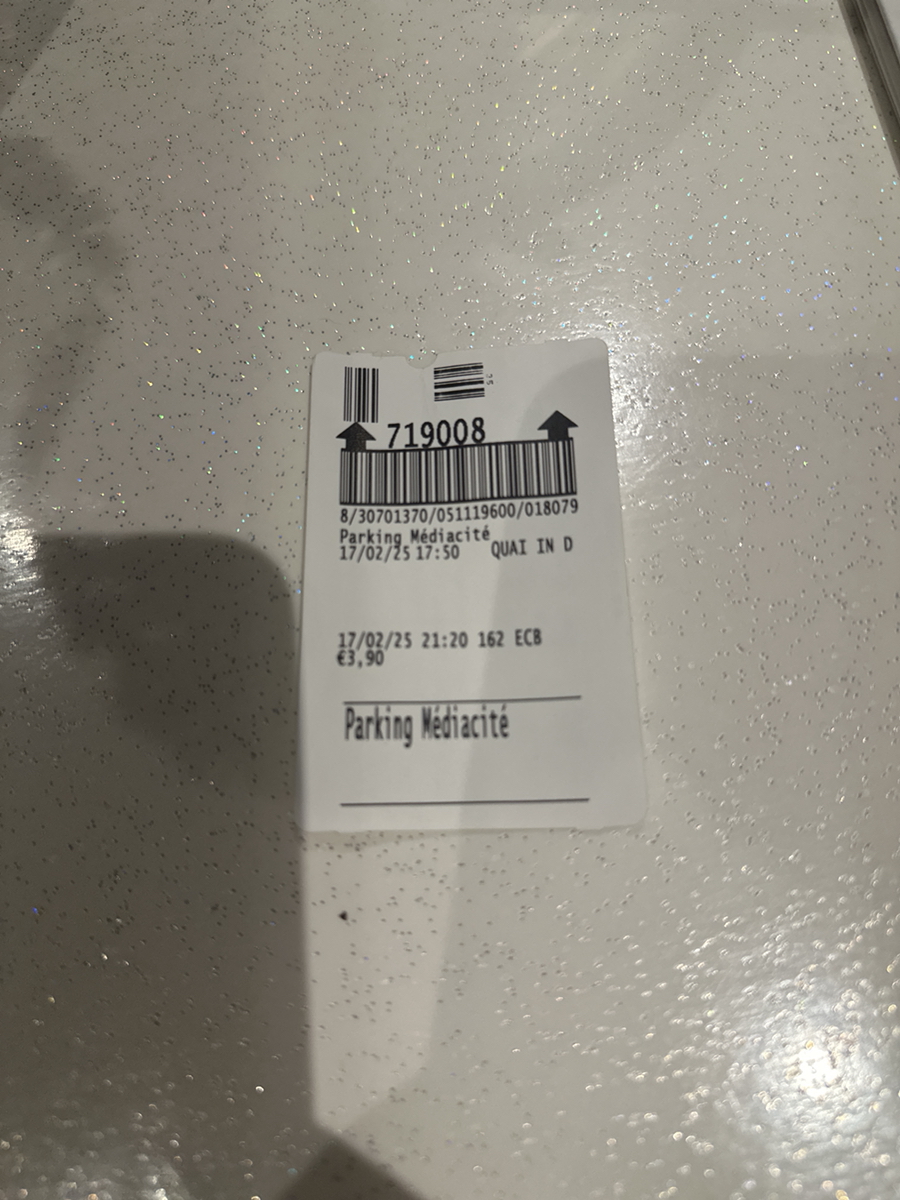 719008
8/30701370/051119600/018079
Parking Médiacité
17/02/25 17:50 QUAI IN D
17/02/25 21:20 162 ECB
€3,90
Parking Médiacité